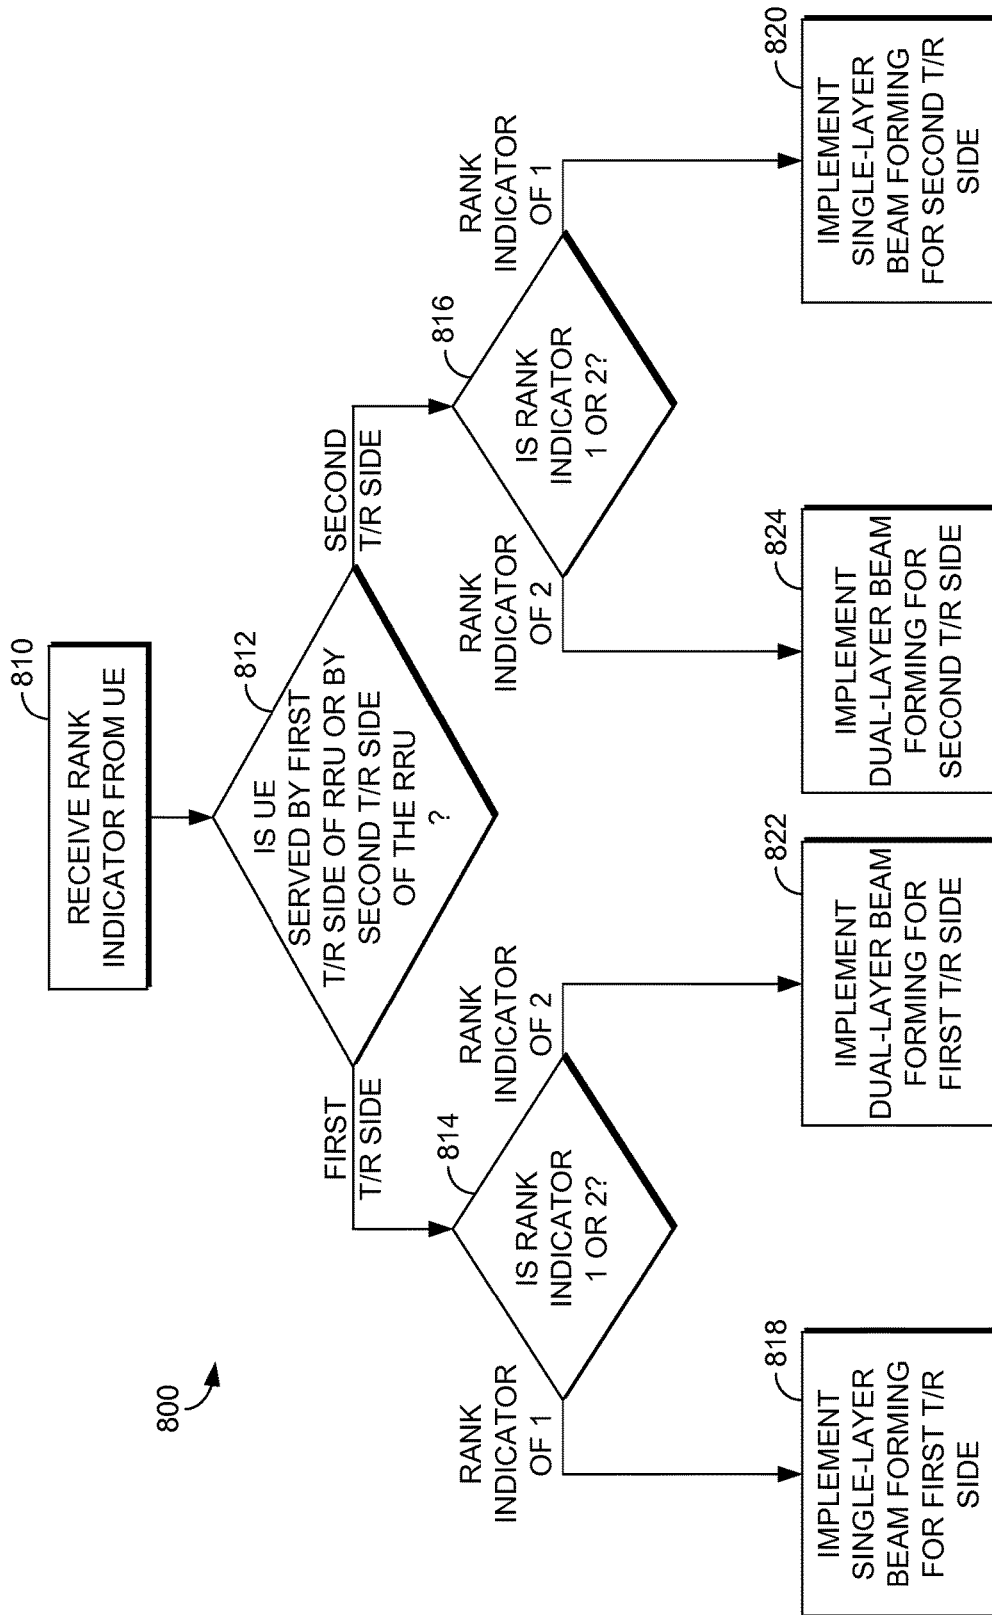 800
810
RECEIVE RANK
INDICATOR FROM UE
812
IS UE
SERVED BY FIRST
T/R SIDE OF RRU OR BY
SECOND T/R SIDE
OF THE RRU
?
FIRST
T/R SIDE
SECOND
T/R SIDE
814
IS RANK
INDICATOR
1 OR 2?
816
IS RANK
INDICATOR
1 OR 2?
RANK
INDICATOR
OF 1
RANK
INDICATOR
OF 2
RANK
INDICATOR
OF 2
RANK
INDICATOR
OF 1
818
IMPLEMENT
SINGLE-LAYER
BEAM FORMING
FOR FIRST T/R
SIDE
822
IMPLEMENT
DUAL-LAYER BEAM
FORMING FOR
FIRST T/R SIDE
824
IMPLEMENT
DUAL-LAYER BEAM
FORMING FOR
SECOND T/R SIDE
820
IMPLEMENT
SINGLE-LAYER
BEAM FORMING
FOR SECOND T/R
SIDE